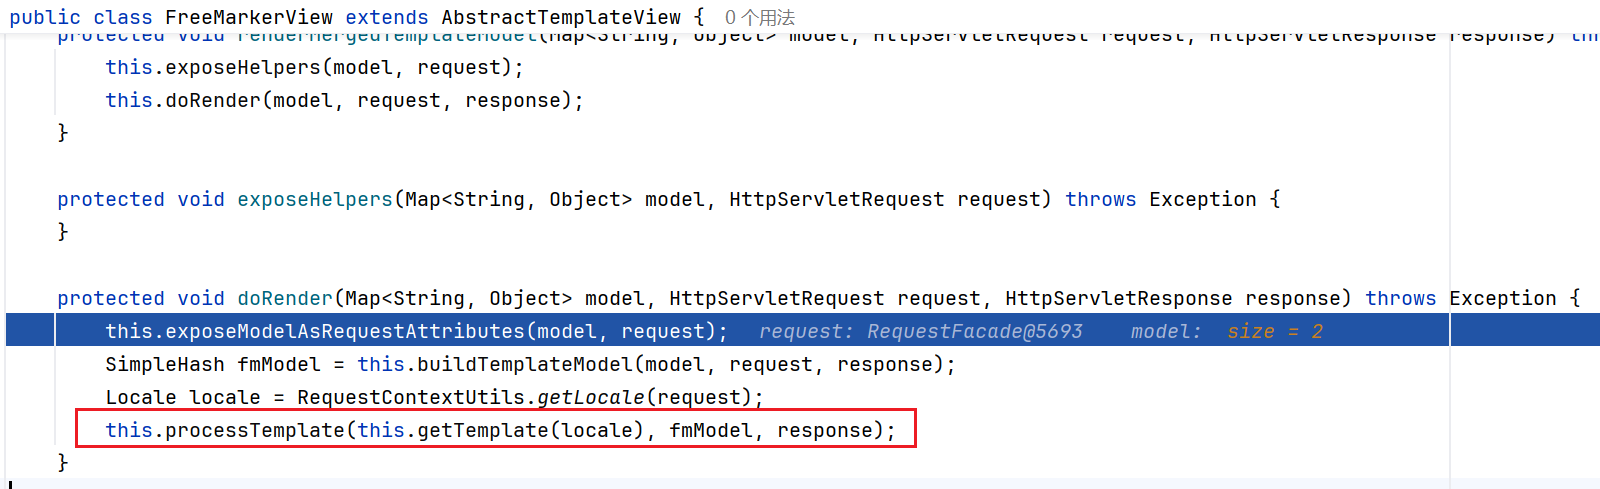 public class FreeMarkerView extends AbstractTemplateView { 0 个用法
protected void renderMergedTemplateModel(Map<String, Object> model, HttpServletRequest request, HttpServletResponse response) thr
this.exposeHelpers(model, request);
this.doRender(model, request, response);
}
protected void exposeHelpers(Map<String, Object> model, HttpServletRequest request) throws Exception {
}
protected void doRender(Map<String, Object> model, HttpServletRequest request, HttpServletResponse response) throws Exception {
this.exposeModelAsRequestAttributes(model, request); request: RequestFacade@5693 model: size = 2
SimpleHash fmModel = this.buildTemplateModel(model, request, response);
Locale locale = RequestContextUtils.getLocale(request);
this.processTemplate(this.getTemplate(locale), fmModel, response);
}